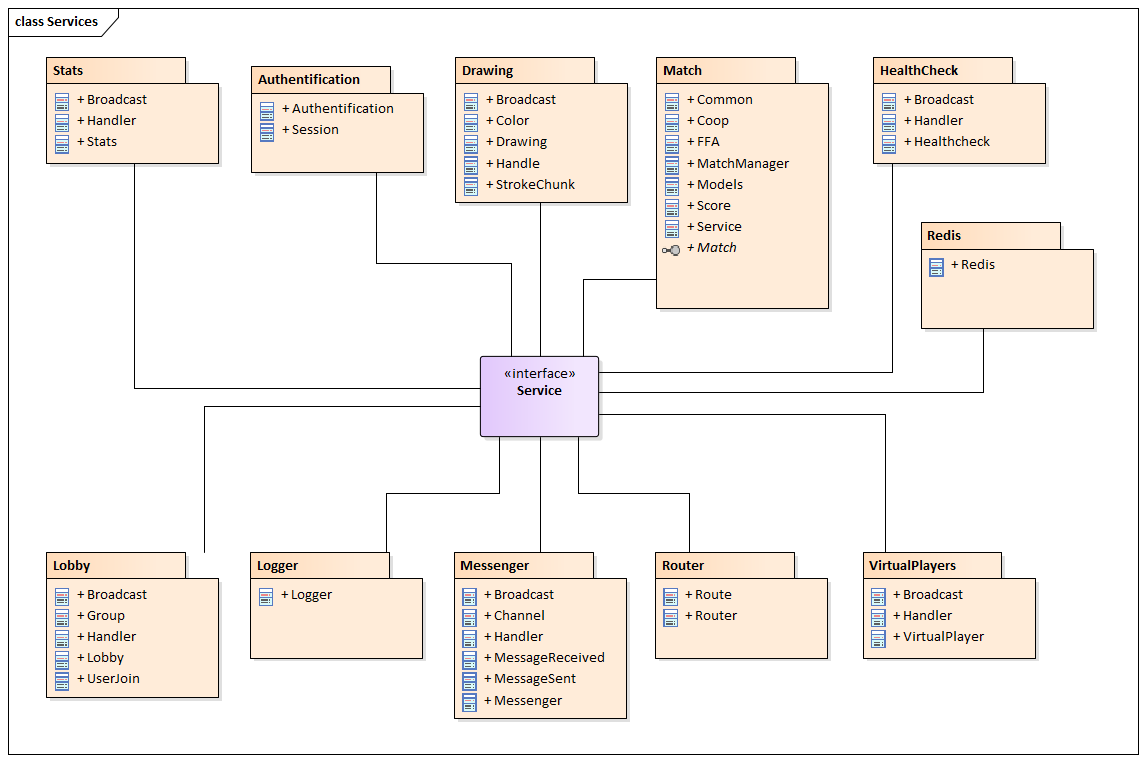 class Services
Stats
+ Broadcast
+ Handler
+ Stats
Authentification
+ Authentification
+ Session
Drawing
+ Broadcast
+ Color
+ Drawing
+ Handle
+ StrokeChunk
Match
+ Common
+ Coop
+ FFA
+ MatchManager
+ Models
+ Score
+ Service
+ Match
HealthCheck
+ Broadcast
+ Handler
+ Healthcheck
Redis
+ Redis
«interface»
Service
Lobby
+ Broadcast
+ Group
+ Handler
+ Lobby
+ UserJoin
Logger
+ Logger
Messenger
+ Broadcast
+ Channel
+ Handler
+ MessageReceived
+ MessageSent
+ Messenger
Router
+ Route
+ Router
VirtualPlayers
+ Broadcast
+ Handler
+ VirtualPlayer